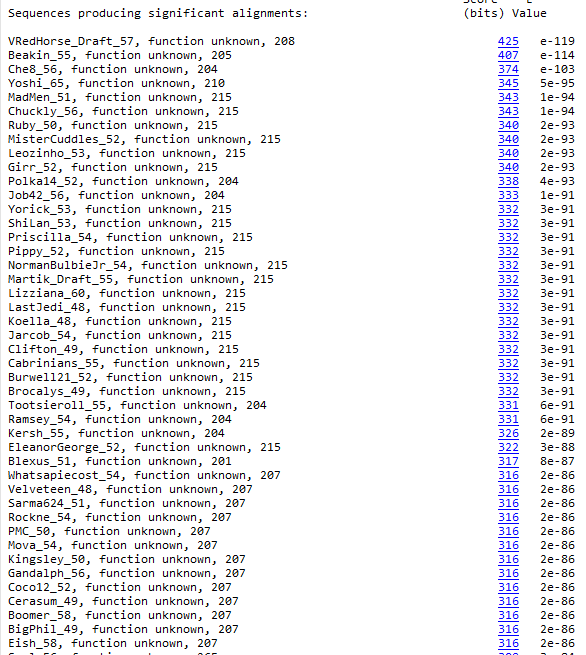 Sequences producing significant alignments: (bits) Value
VRedHorse_Draft_57, function unknown, 208 425 e-119
Beakin_55, function unknown, 205 407 e-114
Che8_56, function unknown, 204 374 e-103
Yoshi_65, function unknown, 210 345 5e-95
MadMen_51, function unknown, 215 343 1e-94
Chuckly_56, function unknown, 215 343 1e-94
Ruby_50, function unknown, 215 340 2e-93
MisterCuddles_52, function unknown, 215 340 2e-93
Leozinho_53, function unknown, 215 340 2e-93
Girr_52, function unknown, 215 340 2e-93
Polka14_52, function unknown, 204 338 4e-93
Job42_56, function unknown, 204 333 1e-91
Yorick_53, function unknown, 215 332 3e-91
ShiLan_53, function unknown, 215 332 3e-91
Priscilla_54, function unknown, 215 332 3e-91
Pippy_52, function unknown, 215 332 3e-91
NormanBulbieJr_54, function unknown, 215 332 3e-91
Martik_Draft_55, function unknown, 215 332 3e-91
Lizziana_60, function unknown, 215 332 3e-91
LastJedi_48, function unknown, 215 332 3e-91
Koella_48, function unknown, 215 332 3e-91
Jarcob_54, function unknown, 215 332 3e-91
Clifton_49, function unknown, 215 332 3e-91
Cabrinians_55, function unknown, 215 332 3e-91
Burwell21_52, function unknown, 215 332 3e-91
Brocalys_49, function unknown, 215 332 3e-91
Tootsieroll_55, function unknown, 204 331 6e-91
Ramsey_54, function unknown, 204 331 6e-91
Kersh_55, function unknown, 204 326 2e-89
EleanorGeorge_52, function unknown, 215 322 3e-88
Blexus_51, function unknown, 201 317 8e-87
Whatsapiecost_54, function unknown, 207 316 2e-86
Velveteen_48, function unknown, 207 316 2e-86
Sarma624_51, function unknown, 207 316 2e-86
Rockne_54, function unknown, 207 316 2e-86
PMC_50, function unknown, 207 316 2e-86
Mova_54, function unknown, 207 316 2e-86
Kingsley_50, function unknown, 207 316 2e-86
Gandalph_56, function unknown, 207 316 2e-86
Coco12_52, function unknown, 207 316 2e-86
Cerasum_49, function unknown, 207 316 2e-86
Boomer_58, function unknown, 207 316 2e-86
BigPhil_49, function unknown, 207 316 2e-86
Eish_58, function unknown, 207 316 2e-86